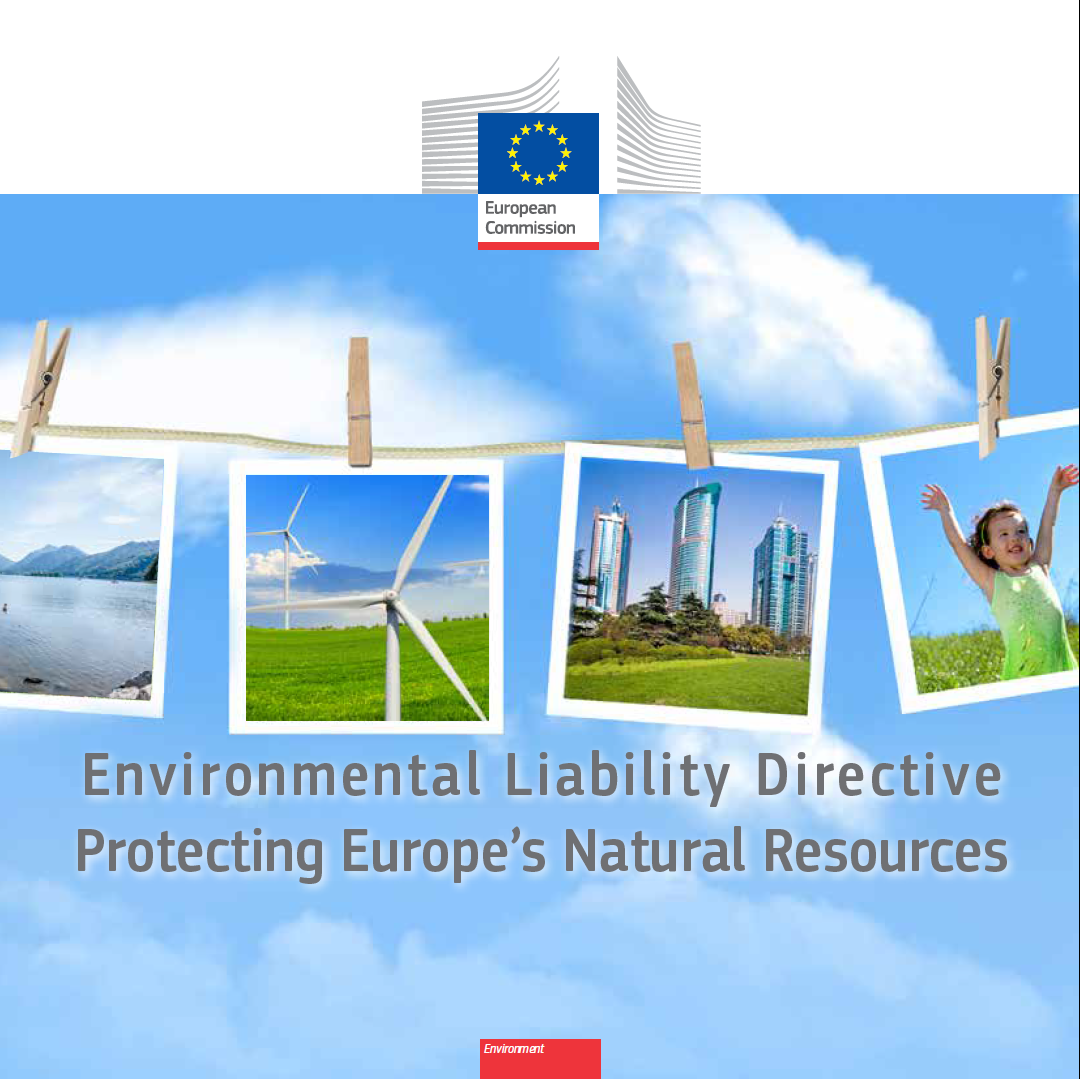 European
Commission
Environmental Liability Directive
Protecting Europe’s Natural Resources
Environment